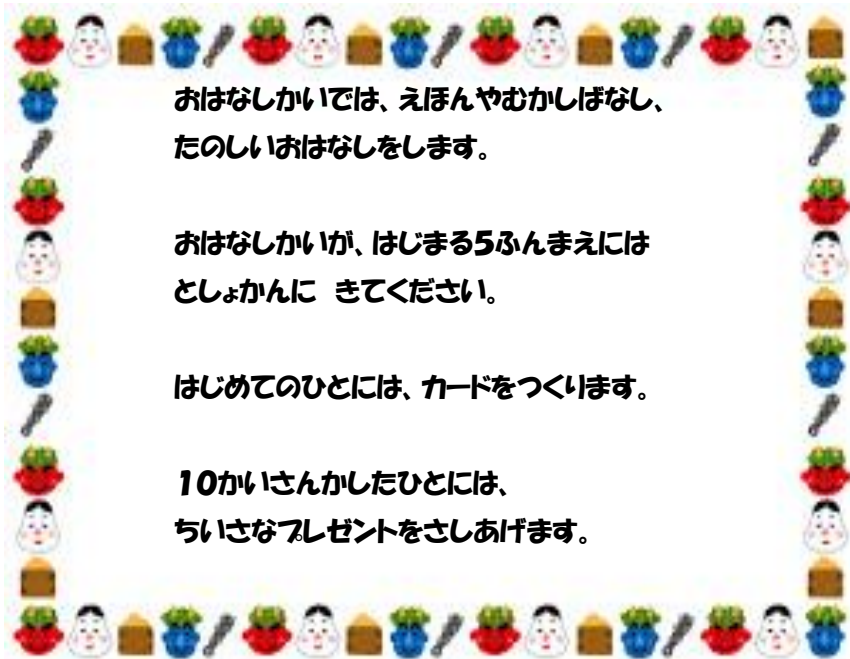 おはなしかいでは、えほんやむかしばなし、
たのしいおはなしをします。
おはなしかいが、はじまる5ふんまえには
としょかんに　きてください。
はじめてのひとには、カードをつくります。
10かいさんかしたひとには、
ちいさなプレゼントをさしあげます。